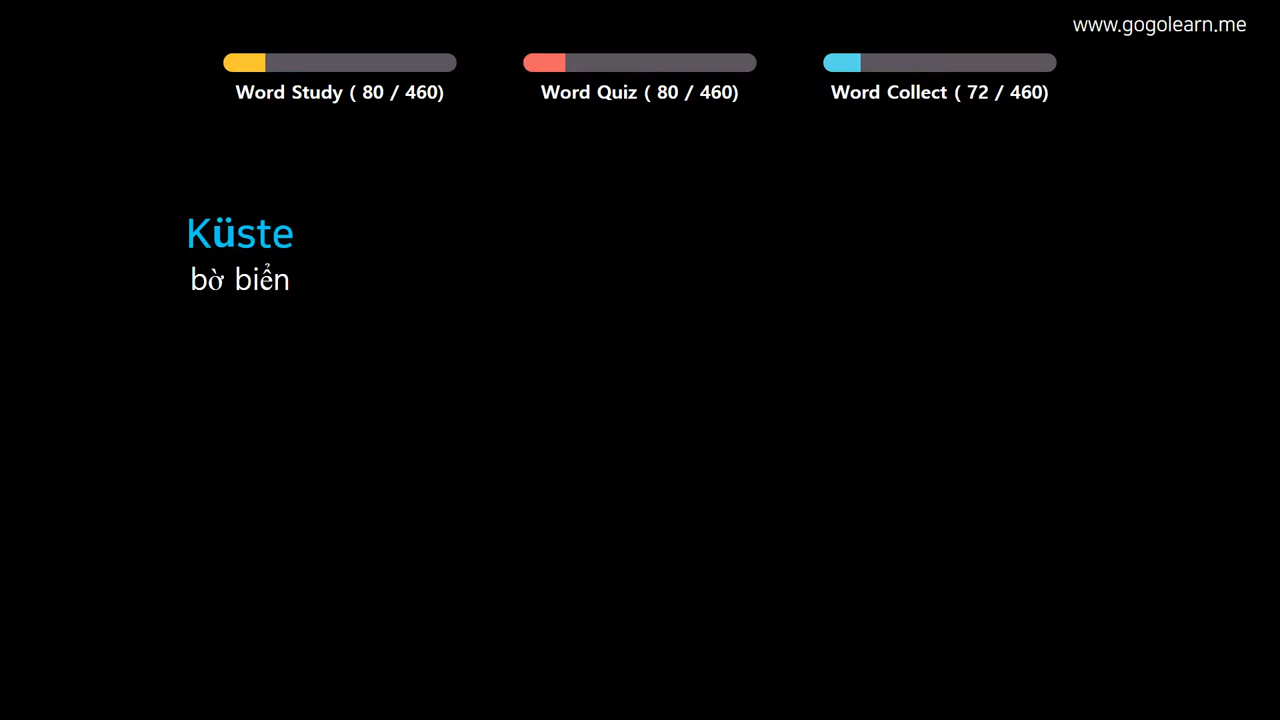 www.gogolearn.me
Word Study ( 80 / 460)
Word Quiz ( 80 / 460)
Word Collect ( 72 / 460)
Küste
bờ biển